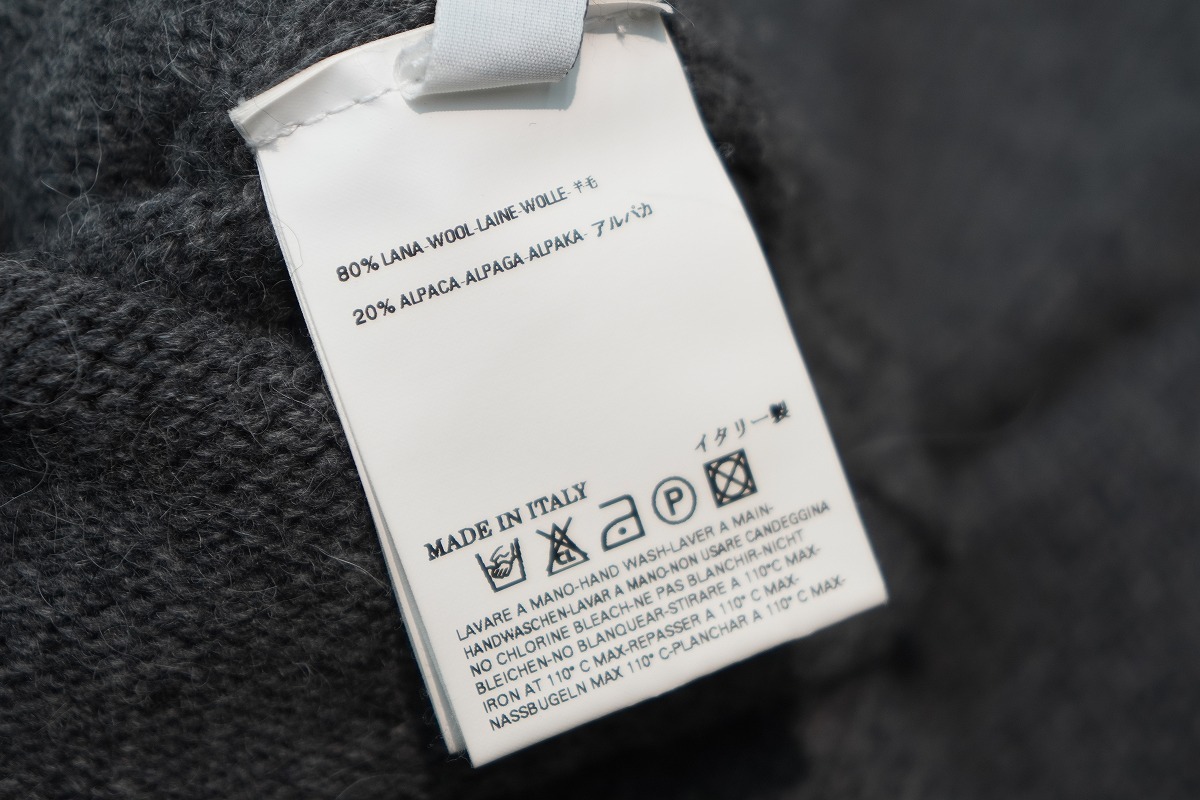 80% LANA-WOOL-LAINE-WOLLE-羊毛
20% ALPACA-ALPAGA-ALPAKA-アルパカ
イタリー製
MADE IN ITALY
CL P
LAVARE A MANO-HAND WASH-LAVER A MAIN-
HANDWASCHEN-LAVAR A MANO-NON USARE CANDEGGINA
NO CHLORINE BLEACH-NE PAS BLANCHIR-NICHT
BLEICHEN-NO BLANQUEAR-STIRARE A 110°C MAX-
IRON AT 110° C MAX-REPASSER A 110° C MAX-
NASSBUGELN MAX 110° C-PLANCHAR A 110° C MAX-